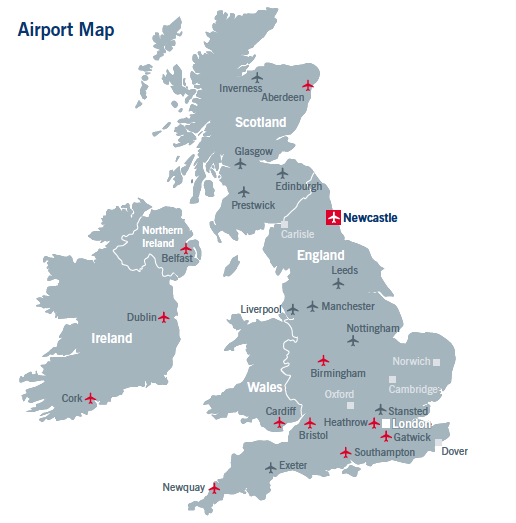 Airport Map
Inverness
Aberdeen
Scotland
Glasgow
Edinburgh
Prestwick
Newcastle
Carlisle
Northern
Ireland
Belfast
England
Leeds
Liverpool
Manchester
Dublin
Nottingham
Ireland
Norwich
Birmingham
Wales
Cambridge
Oxford
Cork
Cardiff
Stansted
Heathrow
London
Bristol
Gatwick
Southampton
Dover
Exeter
Newquay